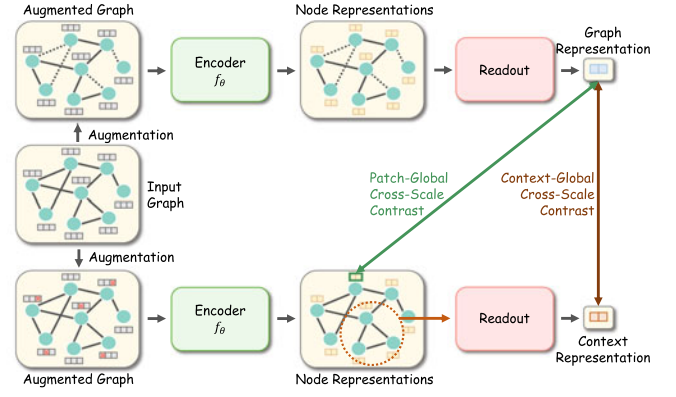 Augmented Graph
Node Representations
Graph
Representation
Encoder
fθ
Readout
Augmentation
Input
Graph
Patch-Global
Cross-Scale
Contrast
Context-Global
Cross-Scale
Contrast
Augmentation
Encoder
fθ
Readout
Context
Representation
Augmented Graph
Node Representations